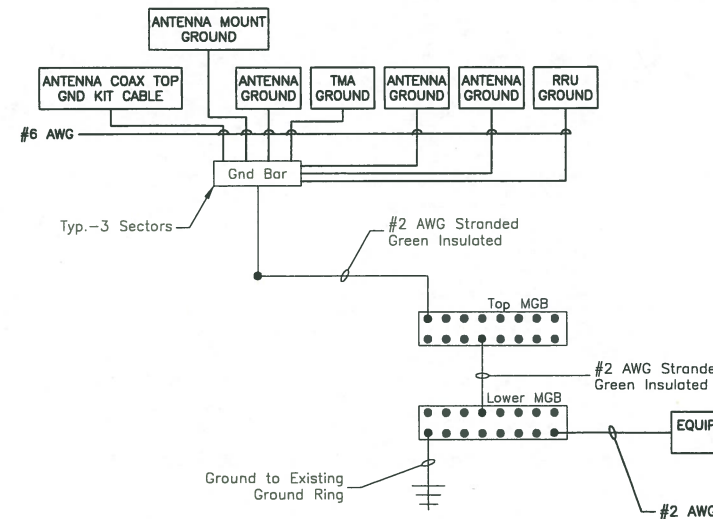 ANTENNA MOUNT
GROUND
ANTENNA COAX TOP
GND KIT CABLE
ANTENNA
GROUND
TMA
GROUND
ANTENNA
GROUND
ANTENNA
GROUND
RRU
GROUND
#6 AWG
Gnd Bar
Typ.-3 Sectors
#2 AWG Stranded
Green Insulated
Top MGB
#2 AWG Strande
Green Insulated
Lower MGB
EQUIP
Ground to Existing
Ground Ring
#2 AWG